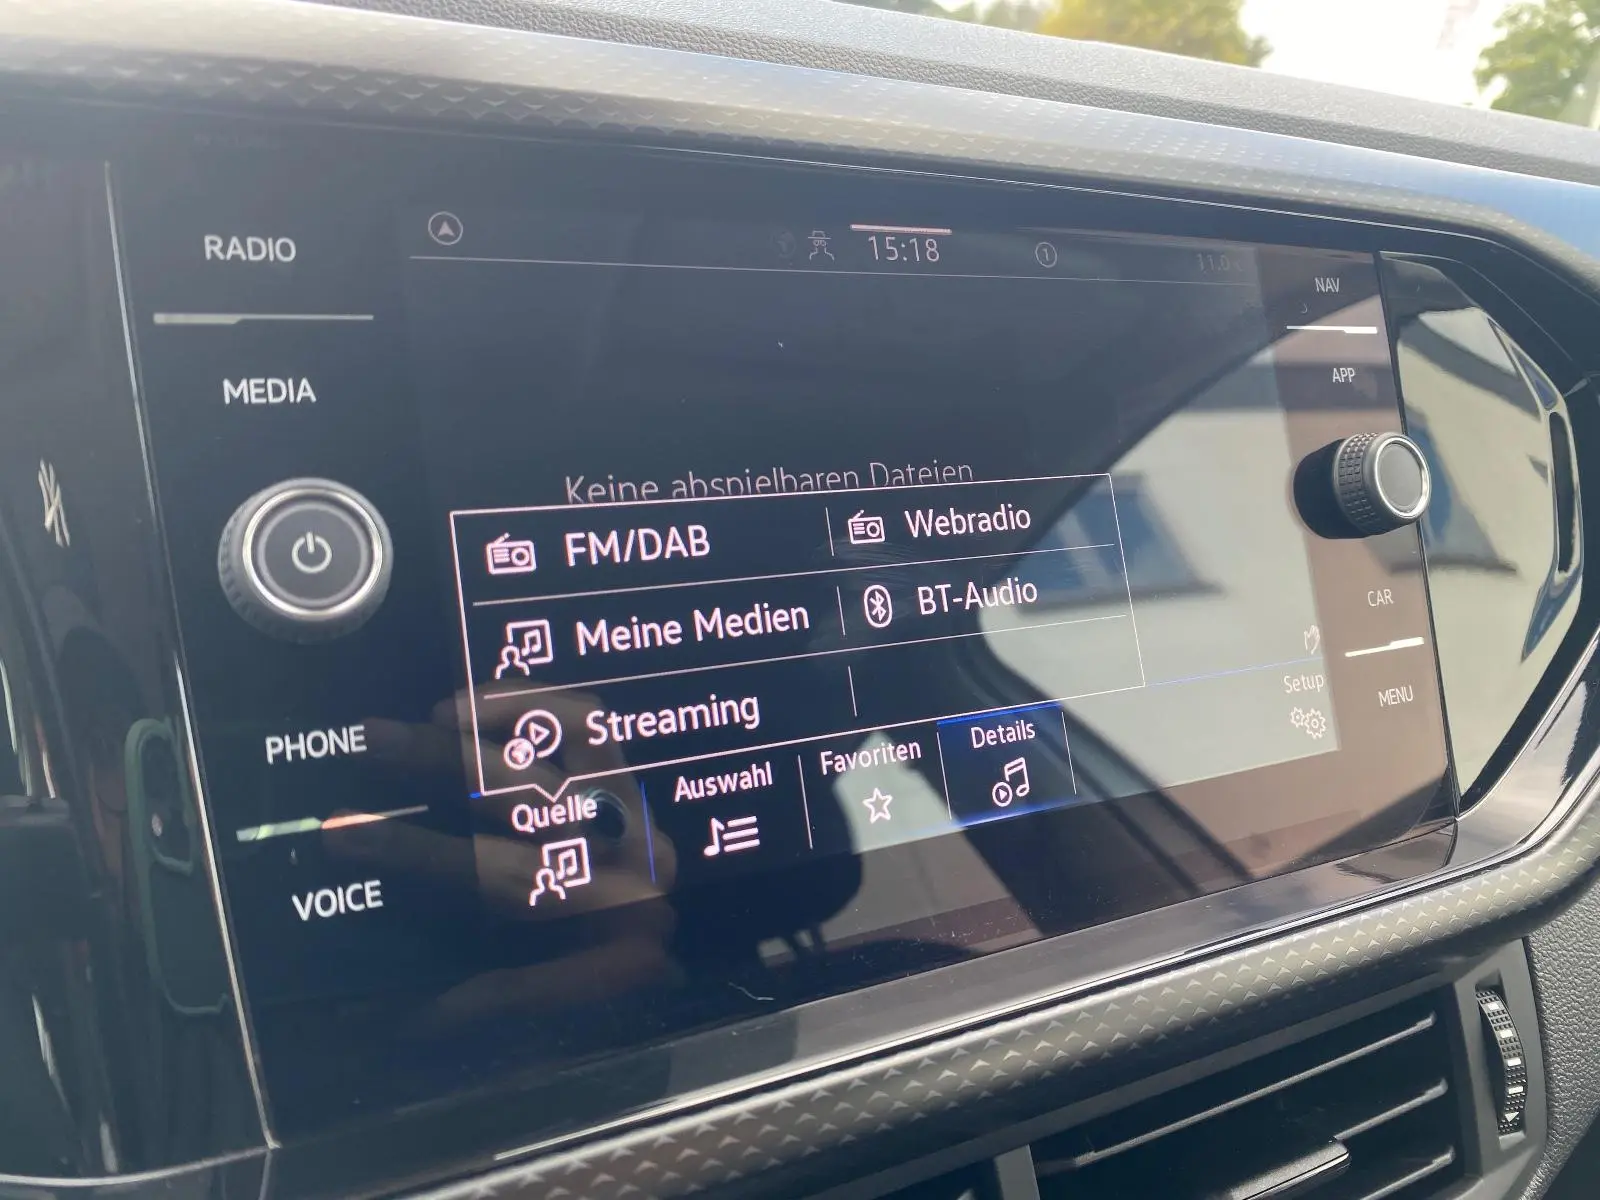 RADIO
MEDIA
PHONE
VOICE
15:18
1
Keine abspielbaren Dateien
FM/DAB
Webradio
Meine Medien
BT-Audio
Streaming
Quelle
Auswahl
Favoriten
Details
Setup
NAV
APP
CAR
MENU